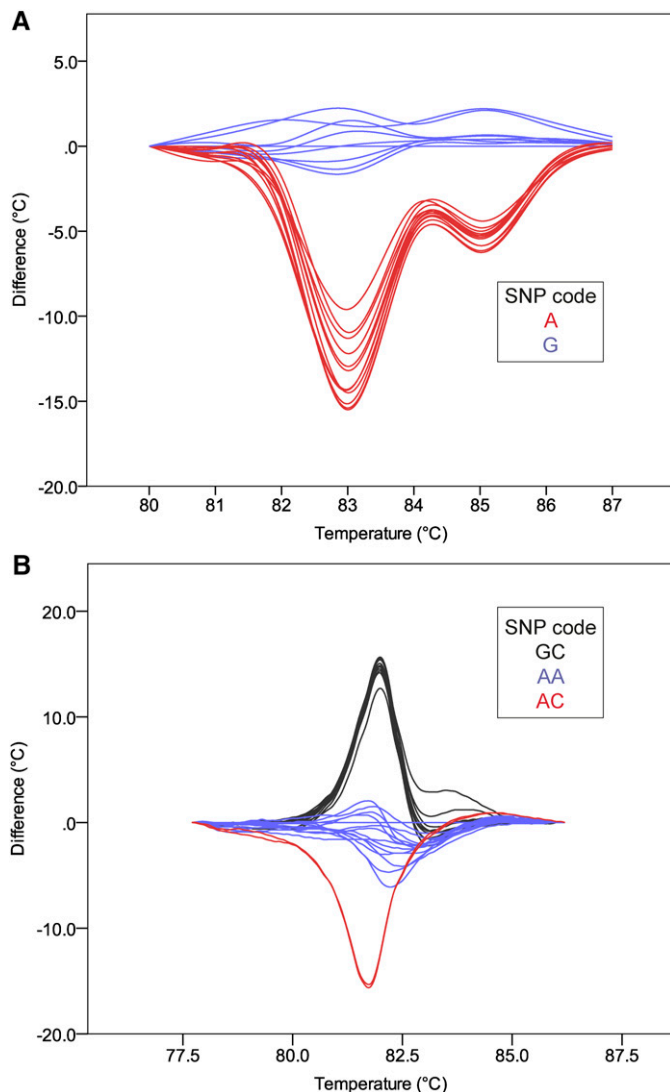 A
5.0
.0
-5.0
-10.0
-15.0
-20.0
Difference (°C)
SNP code
A
G
80 81 82 83 84 85 86 87
Temperature (°C)
B
20.0
10.0
.0
-10.0
-20.0
Difference (°C)
SNP code
GC
AA
AC
77.5 80.0 82.5 85.0 87.5
Temperature (°C)